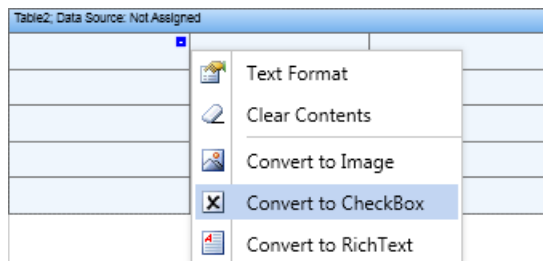 Table2; Data Source: Not Assigned
Text Format
Clear Contents
Convert to Image
Convert to CheckBox
Convert to RichText